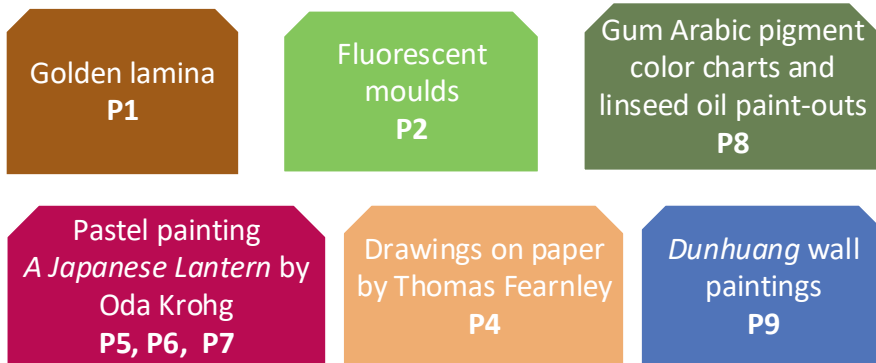 Golden lamina
P1
Fluorescent
moulds
P2
Gum Arabic pigment
color charts and
linseed oil paint-outs
P8
Pastel painting
A Japanese Lantern by
Oda Krohg
P5, P6, P7
Drawings on paper
by Thomas Fearnley
P4
Dunhuang wall
paintings
P9